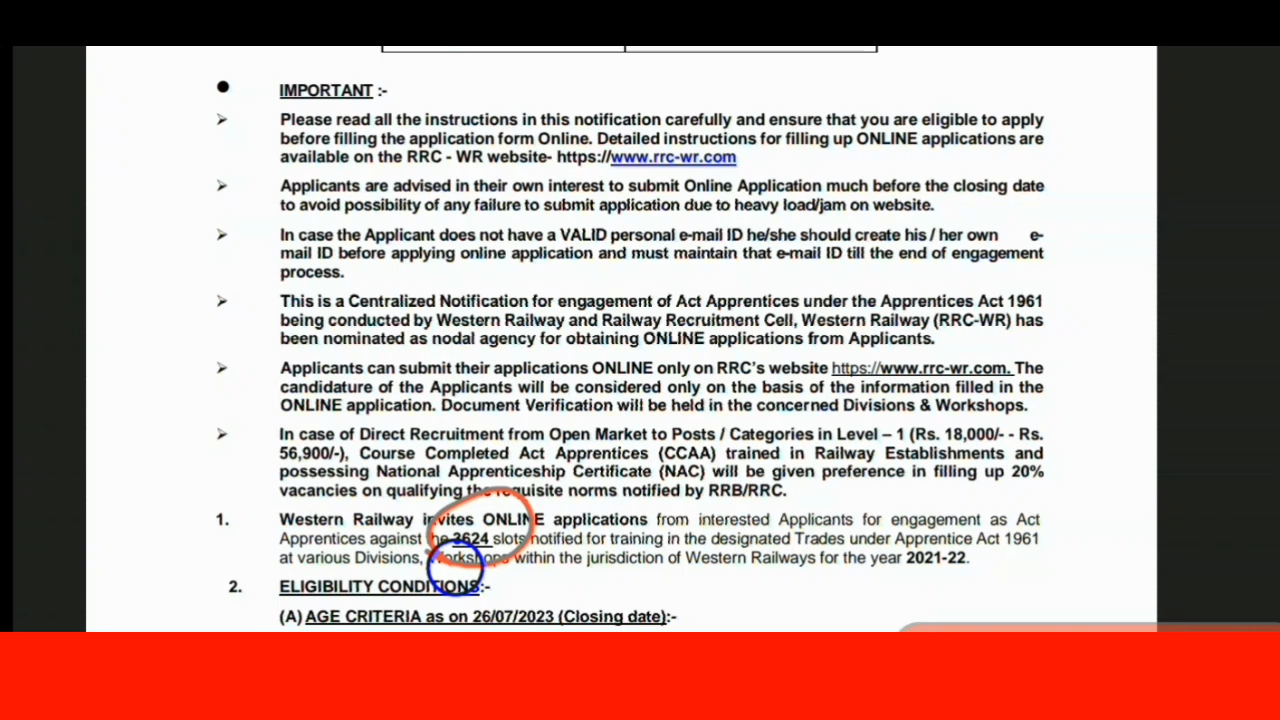 ● IMPORTANT :-
➢ Please read all the instructions in this notification carefully and ensure that you are eligible to apply
before filling the application form Online. Detailed instructions for filling up ONLINE applications are
available on the RRC - WR website- https://www.rrc-wr.com
➢ Applicants are advised in their own interest to submit Online Application much before the closing date
to avoid possibility of any failure to submit application due to heavy load/jam on website.
➢ In case the Applicant does not have a VALID personal e-mail ID he/she should create his / her own e-
mail ID before applying online application and must maintain that e-mail ID till the end of engagement
process.
➢ This is a Centralized Notification for engagement of Act Apprentices under the Apprentices Act 1961
being conducted by Western Railway and Railway Recruitment Cell, Western Railway (RRC-WR) has
been nominated as nodal agency for obtaining ONLINE applications from Applicants.
➢ Applicants can submit their applications ONLINE only on RRC's website https://www.rrc-wr.com. The
candidature of the Applicants will be considered only on the basis of the information filled in the
ONLINE application. Document Verification will be held in the concerned Divisions & Workshops.
➢ In case of Direct Recruitment from Open Market to Posts / Categories in Level – 1 (Rs. 18,000/- - Rs.
56,900/-), Course Completed Act Apprentices (CCAA) trained in Railway Establishments and
possessing National Apprenticeship Certificate (NAC) will be given preference in filling up 20%
vacancies on qualifying the requisite norms notified by RRB/RRC.
1. Western Railway invites ONLINE applications from interested Applicants for engagement as Act
Apprentices against the 3624 slots notified for training in the designated Trades under Apprentice Act 1961
at various Divisions, Workshops within the jurisdiction of Western Railways for the year 2021-22.
2. ELIGIBILITY CONDITIONS:-
(A) AGE CRITERIA as on 26/07/2023 (Closing date):-